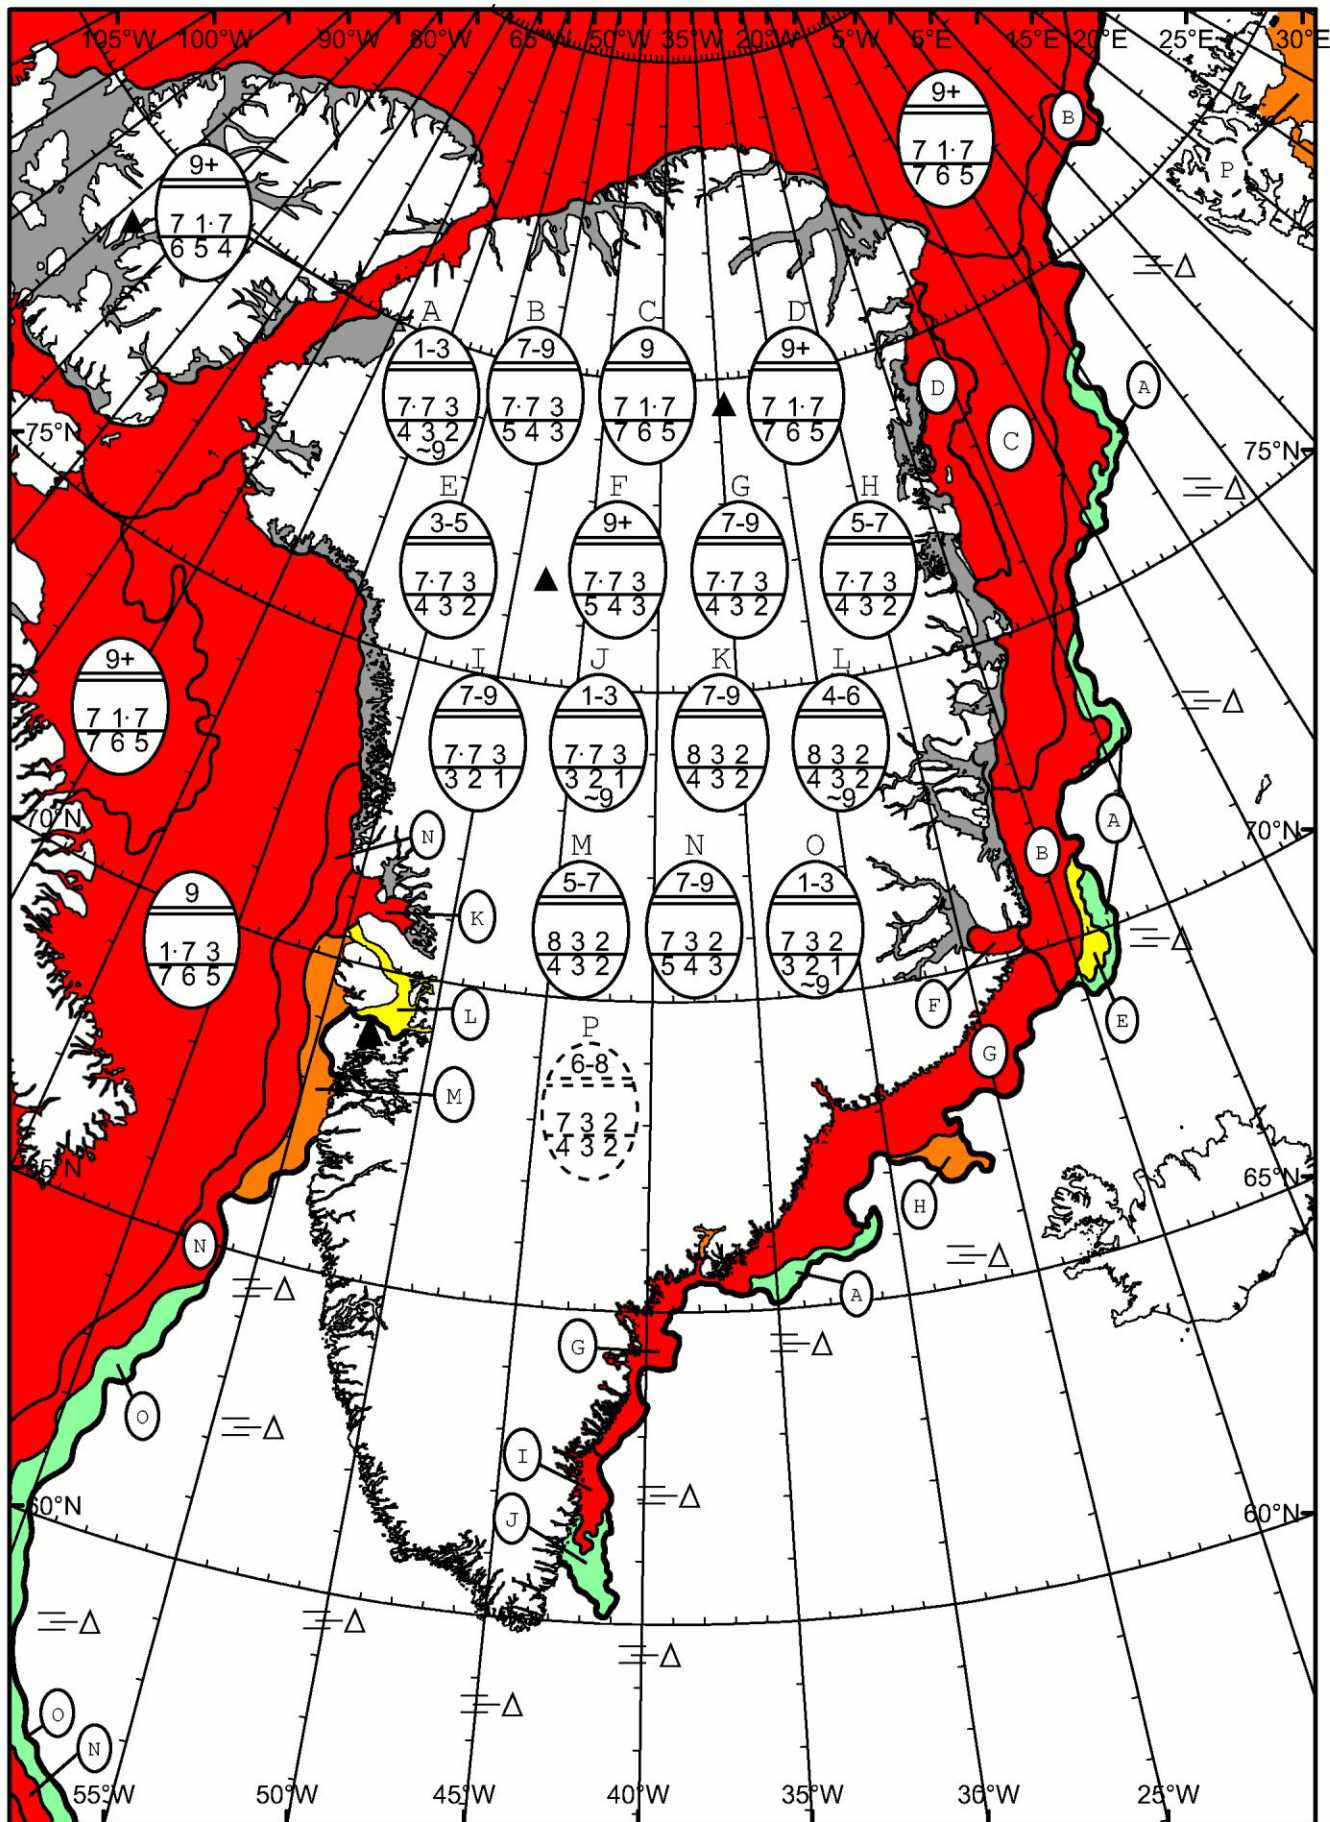 105°W 100°W 90°W 80°W 65°W 50°W 35°W 20°W 5°W 5°E 15°E 20°E 25°E 30°E
9+
7 1·7
7 6 5
B
P
9+
7 1·7
6 5 4
A B C D
1-3 7-9 9 9+
7·7 3 7·7 3 7 1·7 7 1·7
4 3 2 5 4 3 7 6 5 7 6 5
~9
D
A
C
75°N 75°N
E F G H
3-5 9+ 7-9 5-7
7·7 3 7·7 3 7·7 3 7·7 3
4 3 2 5 4 3 4 3 2 4 3 2
9+
7 1·7
7 6 5
I J K L
7-9 1-3 7-9 4-6
7·7 3 7·7 3 8 3 2 8 3 2
3 2 1 3 2 1 4 3 2 4 3 2
~9 ~9
70°N 70°N
A
N
B
M N O
5-7 7-9 1-3
8 3 2 7 3 2 7 3 2
4 3 2 5 4 3 3 2 1
~9
9
1·7 3
7 6 5
K
F
L
E
P
6-8
7 3 2
4 3 2
G
M
65°N 65°N
H
N
A
G
O
I
J
60°N 60°N
O
N
55°W 50°W 45°W 40°W 35°W 30°W 25°W